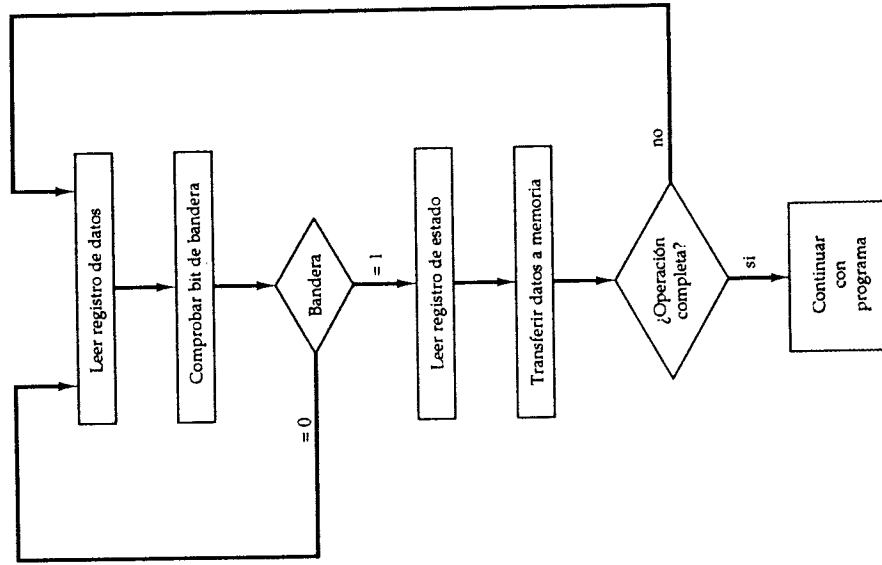 Leer registro de datos
Comprobar bit de bandera
Bandera
= 0
= 1
Leer registro de estado
Transferir datos a memoria
¿Operación
completa?
no
si
Continuar
con
programa